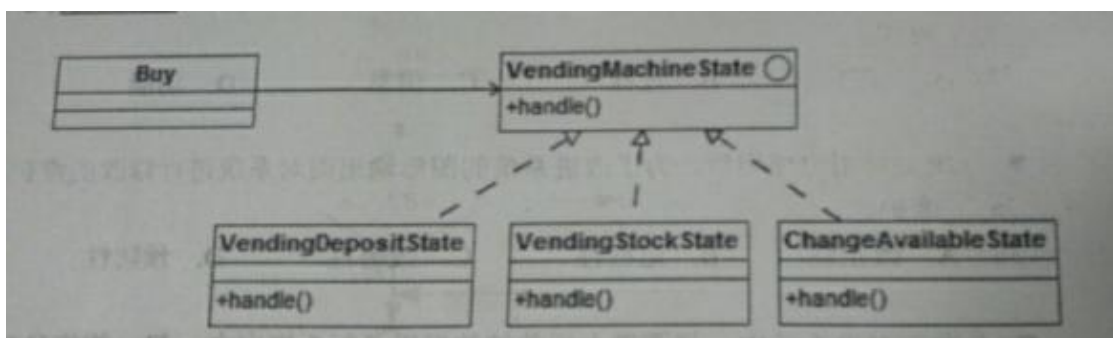 Buy
VendingMachineState
+handle()
VendingDepositState
+handle()
VendingStockState
+handle()
ChangeAvailableState
+handle()